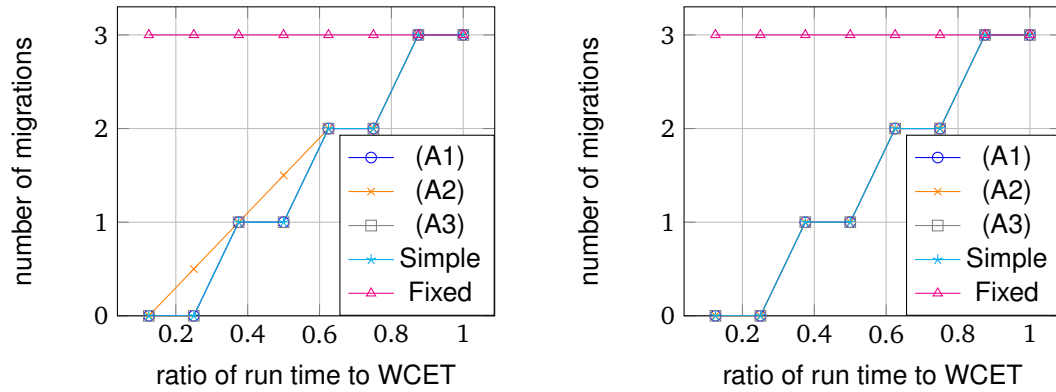 3
2
1
0
number of migrations
0.2 0.4 0.6 0.8 1
ratio of run time to WCET
(A1)
(A2)
(A3)
Simple
Fixed
3
2
1
0
number of migrations
0.2 0.4 0.6 0.8 1
ratio of run time to WCET
(A1)
(A2)
(A3)
Simple
Fixed